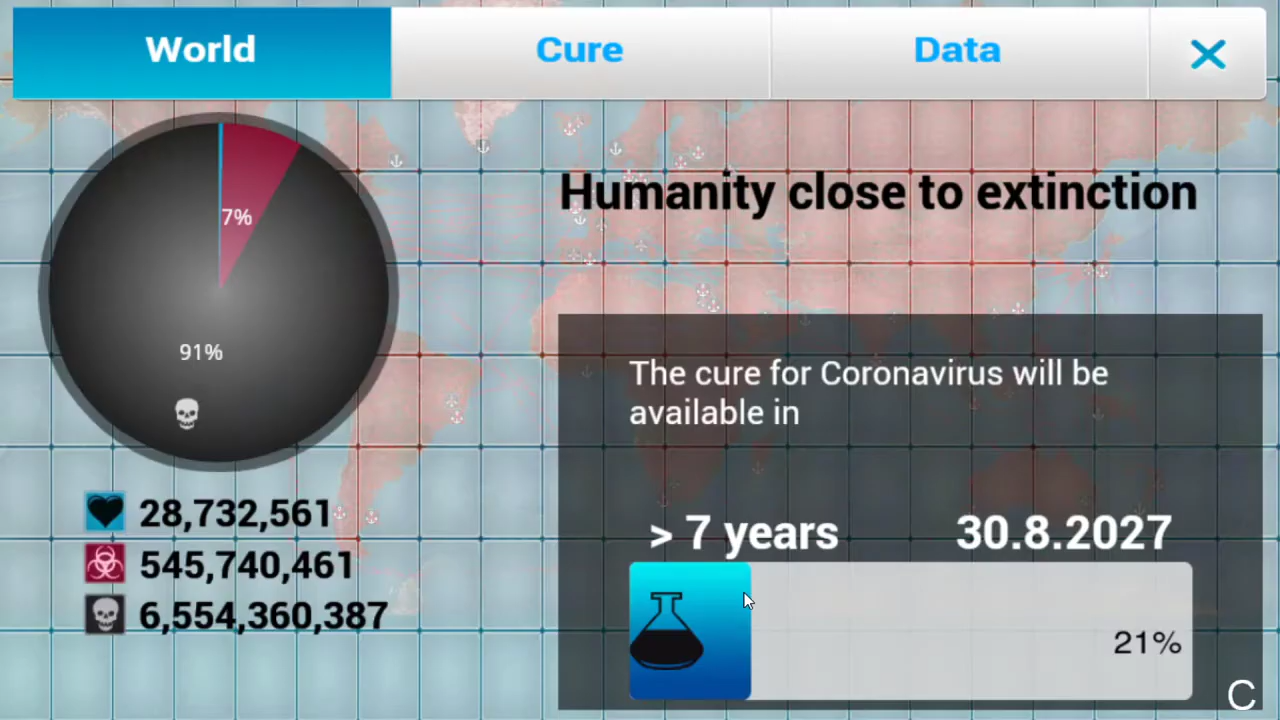 World
Cure
Data
7%
91%
Humanity close to extinction
28,732,561
545,740,461
6,554,360,387
The cure for Coronavirus will be
available in
> 7 years
30.8.2027
21%
C